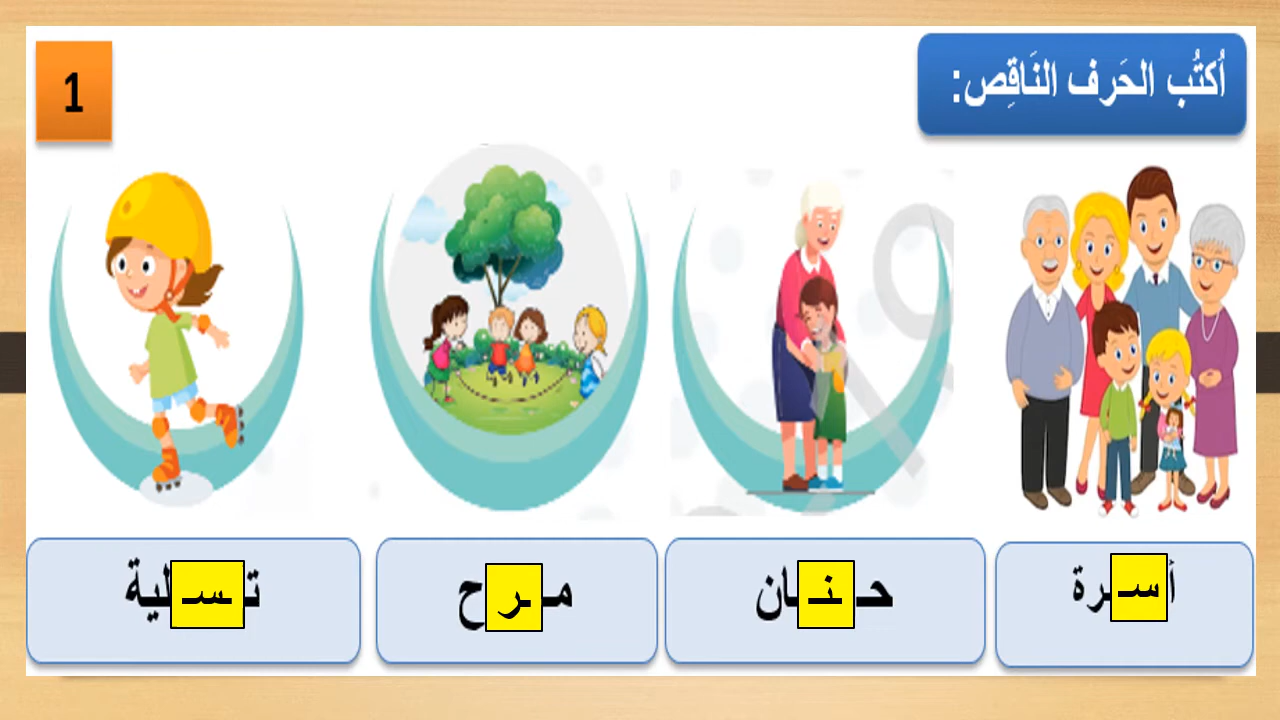 أُكتُب الحَرف النَاقِص:
1
أسرة
حنان
مرح
تسلية